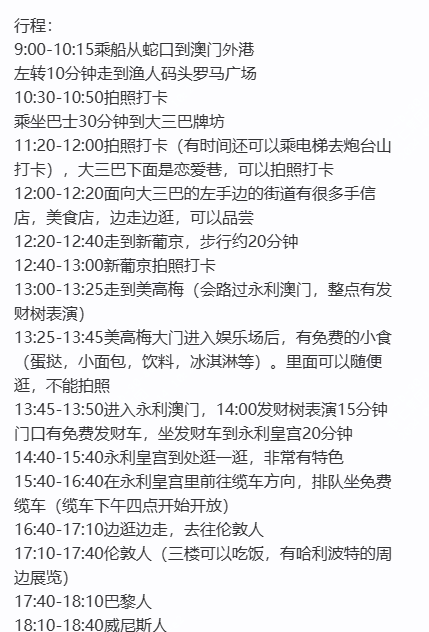 行程：
9:00-10:15乘船从蛇口到澳门外港
左转10分钟走到渔人码头罗马广场
10:30-10:50拍照打卡
乘坐巴士30分钟到大三巴牌坊
11:20-12:00拍照打卡（有时间还可以乘电梯去炮台山
打卡），大三巴下面是恋爱巷，可以拍照打卡
12:00-12:20面向大三巴的左手边的街道有很多手信
店，美食店，边走边逛，可以品尝
12:20-12:40走到新葡京，步行约20分钟
12:40-13:00新葡京拍照打卡
13:00-13:25走到美高梅（会路过永利澳门，整点有发
财树表演）
13:25-13:45美高梅大门进入娱乐场后，有免费的小食
（蛋挞，小面包，饮料，冰淇淋等）。里面可以随便
逛，不能拍照
13:45-13:50进入永利澳门，14:00发财树表演15分钟
门口有免费发财车，坐发财车到永利皇宫20分钟
14:40-15:40永利皇宫到处逛一逛，非常有特色
15:40-16:40在永利皇宫里前往缆车方向，排队坐免费
缆车（缆车下午四点开始开放）
16:40-17:10边逛边走，去往伦敦人
17:10-17:40伦敦人（三楼可以吃饭，有哈利波特的周
边展览）
17:40-18:10巴黎人
18:10-18:40威尼斯人